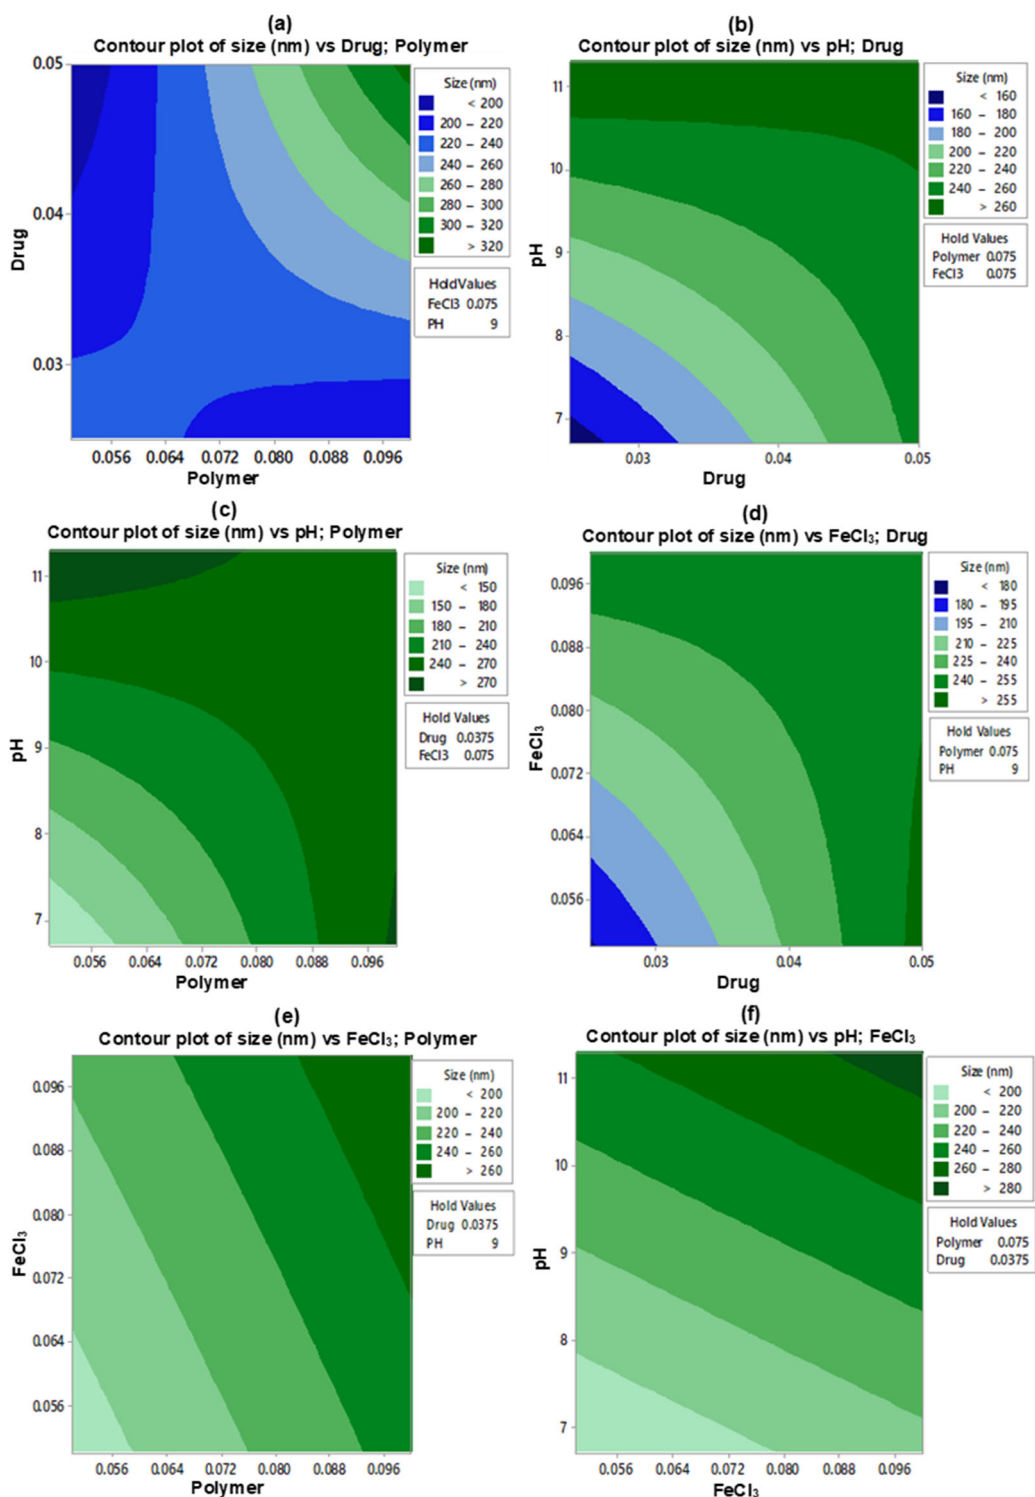 (a)
Contour plot of size (nm) vs Drug; Polymer
0.05
0.04
0.03
Drug
0.056 0.064 0.072 0.080 0.088 0.096
Polymer
Size (nm)
< 200
200 – 220
220 – 240
240 – 260
260 – 280
280 – 300
300 – 320
> 320
HoldValues
FeCl3 0.075
PH 9
(b)
Contour plot of size (nm) vs pH; Drug
11
10
9
8
7
pH
0.03 0.04 0.05
Drug
Size (nm)
< 160
160 – 180
180 – 200
200 – 220
220 – 240
240 – 260
> 260
Hold Values
Polymer 0.075
FeCl3 0.075
(c)
Contour plot of size (nm) vs pH; Polymer
11
10
9
8
7
pH
0.056 0.064 0.072 0.080 0.088 0.096
Polymer
Size (nm)
< 150
150 – 180
180 – 210
210 – 240
240 – 270
> 270
Hold Values
Drug 0.0375
FeCl3 0.075
(d)
Contour plot of size (nm) vs FeCl₃; Drug
0.096
0.088
0.080
0.072
0.064
0.056
FeCl₃
0.03 0.04 0.05
Drug
Size (nm)
< 180
180 – 195
195 – 210
210 – 225
225 – 240
240 – 255
> 255
Hold Values
Polymer 0.075
PH 9
(e)
Contour plot of size (nm) vs FeCl₃; Polymer
0.096
0.088
0.080
0.072
0.064
0.056
FeCl₃
0.056 0.064 0.072 0.080 0.088 0.096
Polymer
Size (nm)
< 200
200 – 220
220 – 240
240 – 260
> 260
Hold Values
Drug 0.0375
PH 9
(f)
Contour plot of size (nm) vs pH; FeCl₃
11
10
9
8
7
pH
0.056 0.064 0.072 0.080 0.088 0.096
FeCl₃
Size (nm)
< 200
200 – 220
220 – 240
240 – 260
260 – 280
> 280
Hold Values
Polymer 0.075
Drug 0.0375